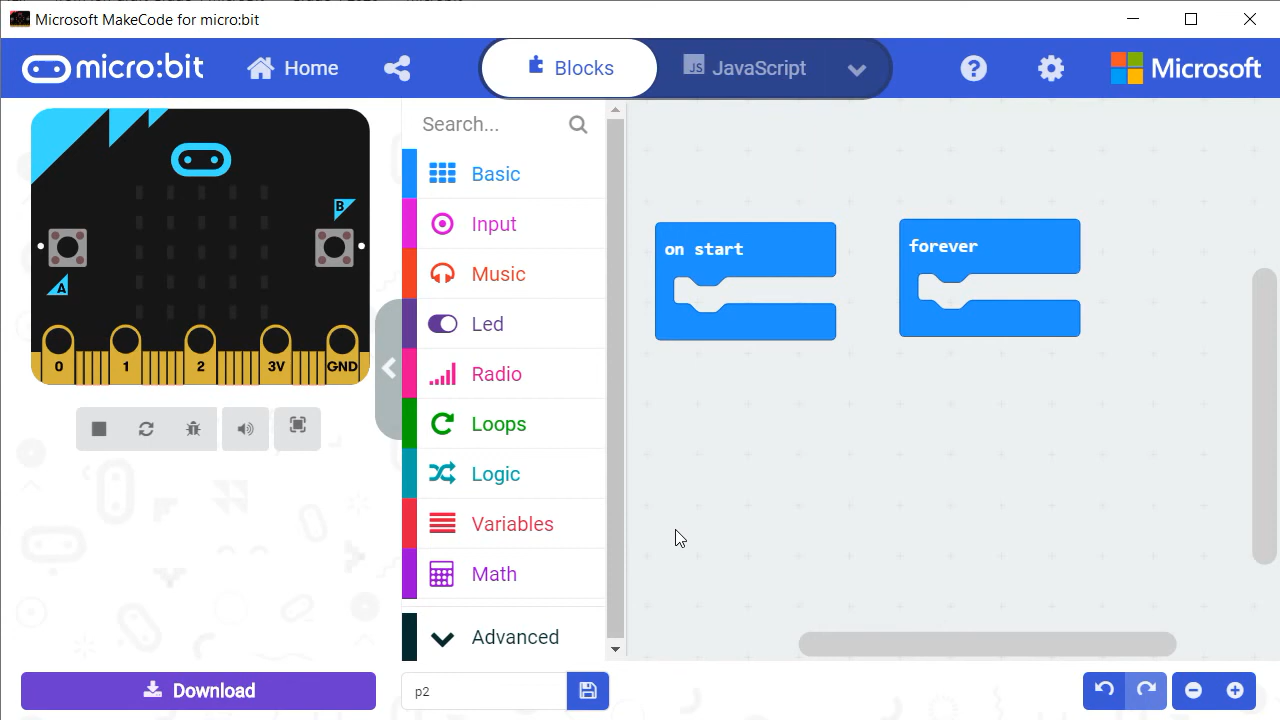 Microsoft MakeCode for micro:bit
micro:bit
Home
Blocks
JS JavaScript
?
Microsoft
Search...
Basic
Input
Music
Led
Radio
Loops
Logic
Variables
Math
Advanced
B
A
0 1 2 3V GND
on start
forever
Download
p2